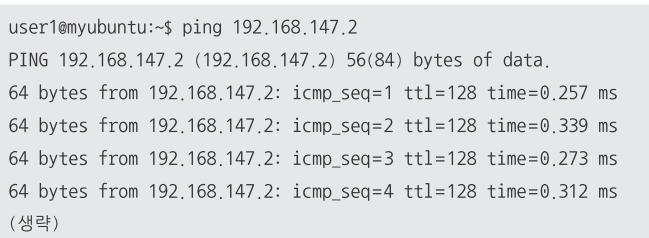 user1@myubuntu:~$ ping 192.168.147.2
PING 192.168.147.2 (192.168.147.2) 56(84) bytes of data.
64 bytes from 192.168.147.2: icmp_seq=1 ttl=128 time=0.257 ms
64 bytes from 192.168.147.2: icmp_seq=2 ttl=128 time=0.339 ms
64 bytes from 192.168.147.2: icmp_seq=3 ttl=128 time=0.273 ms
64 bytes from 192.168.147.2: icmp_seq=4 ttl=128 time=0.312 ms
(생략)